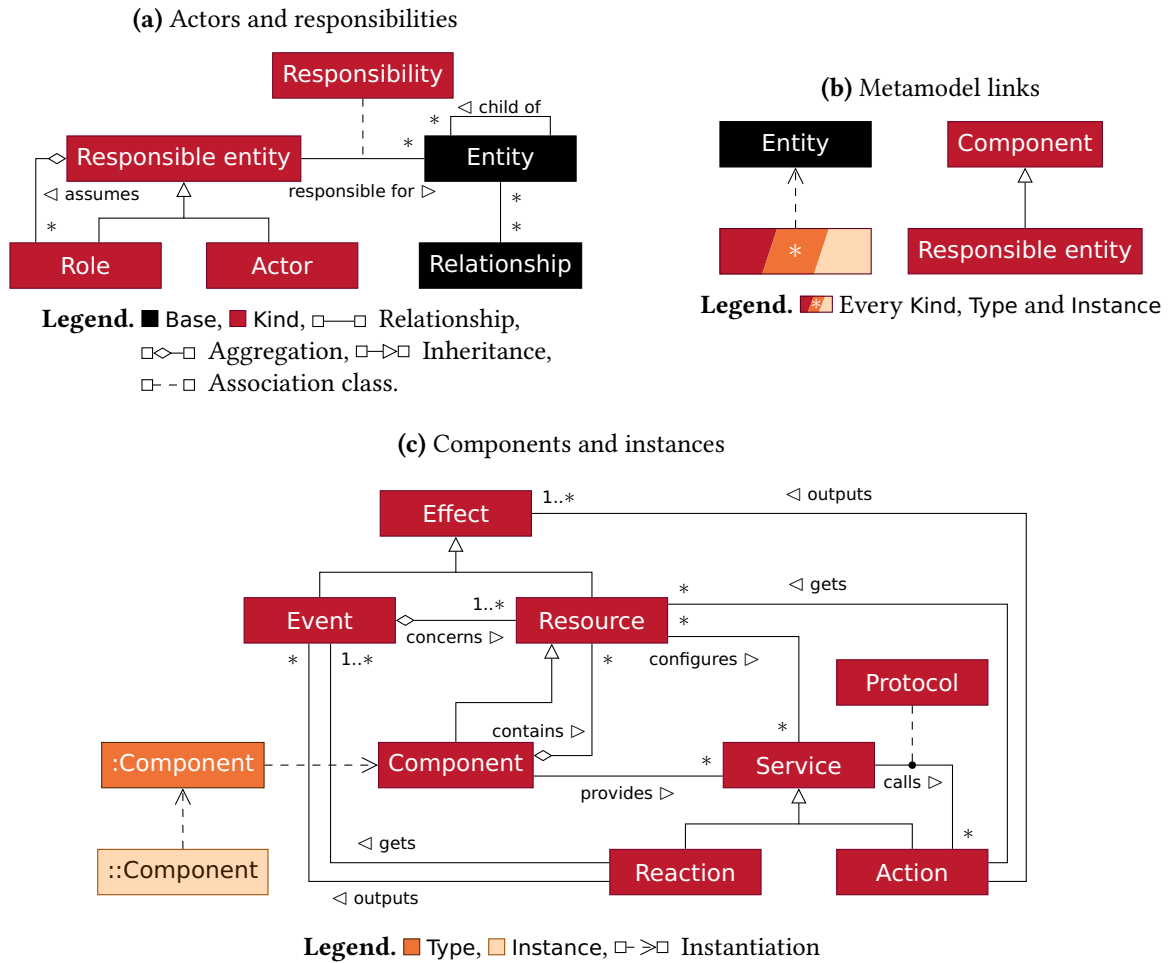 (a) Actors and responsibilities
Responsibility
◁ child of
*
*
Responsible entity
Entity
◁ assumes
responsible for ▷
*
*
*
Role
Actor
Relationship
Legend. Base, Kind, Relationship,
Aggregation, Inheritance,
Association class.
(b) Metamodel links
Entity
Component
*
Responsible entity
Legend. * Every Kind, Type and Instance
(c) Components and instances
1..*
◁ outputs
Effect
*
◁ gets
1..*
Event
Resource
*
concerns ▷
*
1..*
*
configures ▷
Protocol
contains ▷
*
:Component
Component
*
Service
provides ▷
calls ▷
◁ gets
*
::Component
Reaction
Action
◁ outputs
Legend. Type, Instance, Instantiation